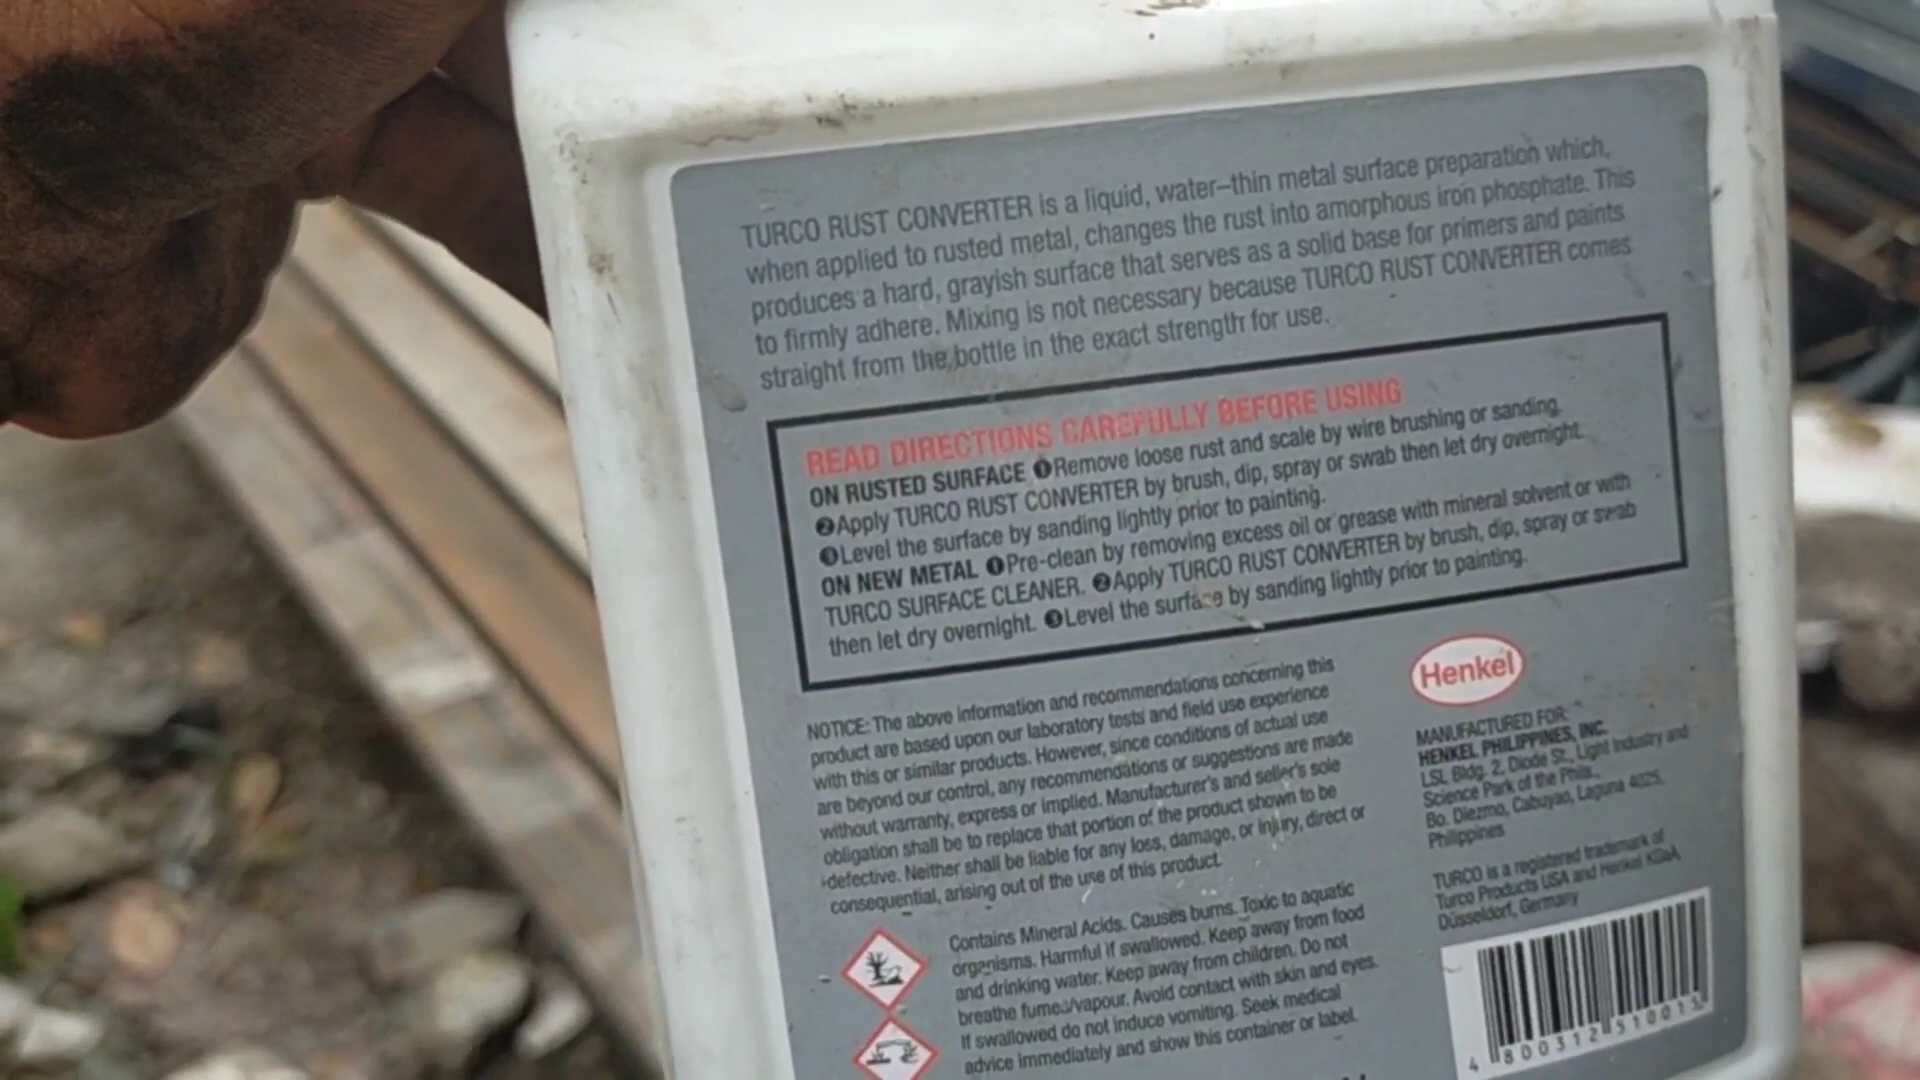 TURCO RUST CONVERTER is a liquid, water-thin metal surface preparation which,
when applied to rusted metal, changes the rust into amorphous iron phosphate. This
produces a hard, grayish surface that serves as a solid base for primers and paints
to firmly adhere. Mixing is not necessary because TURCO RUST CONVERTER comes
straight from the bottle in the exact strength for use.
READ DIRECTIONS CAREFULLY BEFORE USING
ON RUSTED SURFACE ❶Remove loose rust and scale by wire brushing or sanding.
❷Apply TURCO RUST CONVERTER by brush, dip, spray or swab then let dry overnight.
❸Level the surface by sanding lightly prior to painting.
ON NEW METAL ❶Pre-clean by removing excess oil or grease with mineral solvent or with
TURCO SURFACE CLEANER. ❷Apply TURCO RUST CONVERTER by brush, dip, spray or swab
then let dry overnight. ❸Level the surface by sanding lightly prior to painting.
NOTICE: The above information and recommendations concerning this
product are based upon our laboratory tests and field use experience
with this or similar products. However, since conditions of actual use
are beyond our control, any recommendations or suggestions are made
without warranty, express or implied. Manufacturer's and seller's sole
obligation shall be to replace that portion of the product shown to be
defective. Neither shall be liable for any loss, damage, or injury, direct or
consequential, arising out of the use of this product.
Contains Mineral Acids. Causes burns. Toxic to aquatic
organisms. Harmful if swallowed. Keep away from food
and drinking water. Keep away from children. Do not
breathe fumes/vapour. Avoid contact with skin and eyes.
If swallowed do not induce vomiting. Seek medical
advice immediately and show this container or label.
Henkel
MANUFACTURED FOR:
HENKEL PHILIPPINES, INC.
LSL Bldg. 2, Diode St., Light Industry and
Science Park of the Phils.,
Bo. Diezmo, Cabuyao, Laguna 4025,
Philippines
TURCO is a registered trademark of
Turco Products USA and Henkel KGaA,
Düsseldorf, Germany
4 800312 51001